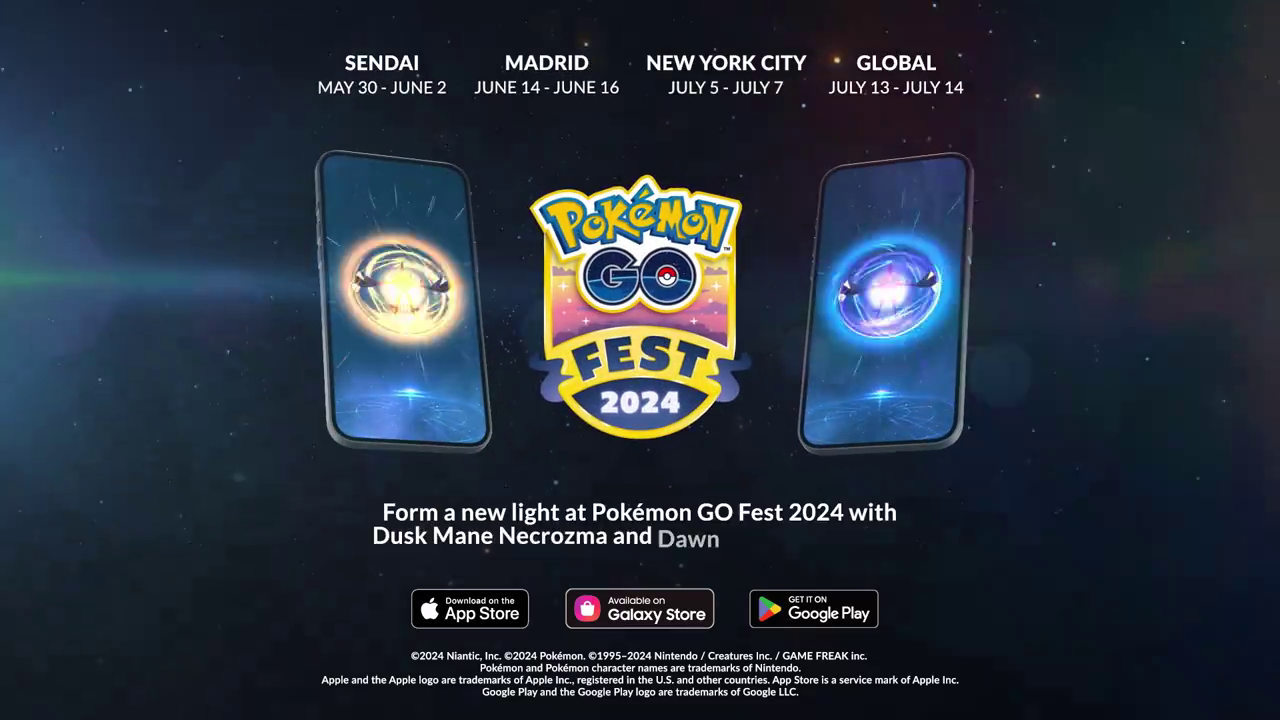 SENDAI
MAY 30 - JUNE 2
MADRID
JUNE 14 - JUNE 16
NEW YORK CITY
JULY 5 - JULY 7
GLOBAL
JULY 13 - JULY 14
POKéMON
TM
GO
FEST
2024
Form a new light at Pokémon GO Fest 2024 with
Dusk Mane Necrozma and Dawn
Download on the
App Store
Available on
Galaxy Store
GET IT ON
Google Play
©2024 Niantic, Inc. ©2024 Pokémon. ©1995–2024 Nintendo / Creatures Inc. / GAME FREAK inc.
Pokémon and Pokémon character names are trademarks of Nintendo.
Apple and the Apple logo are trademarks of Apple Inc., registered in the U.S. and other countries. App Store is a service mark of Apple Inc.
Google Play and the Google Play logo are trademarks of Google LLC.